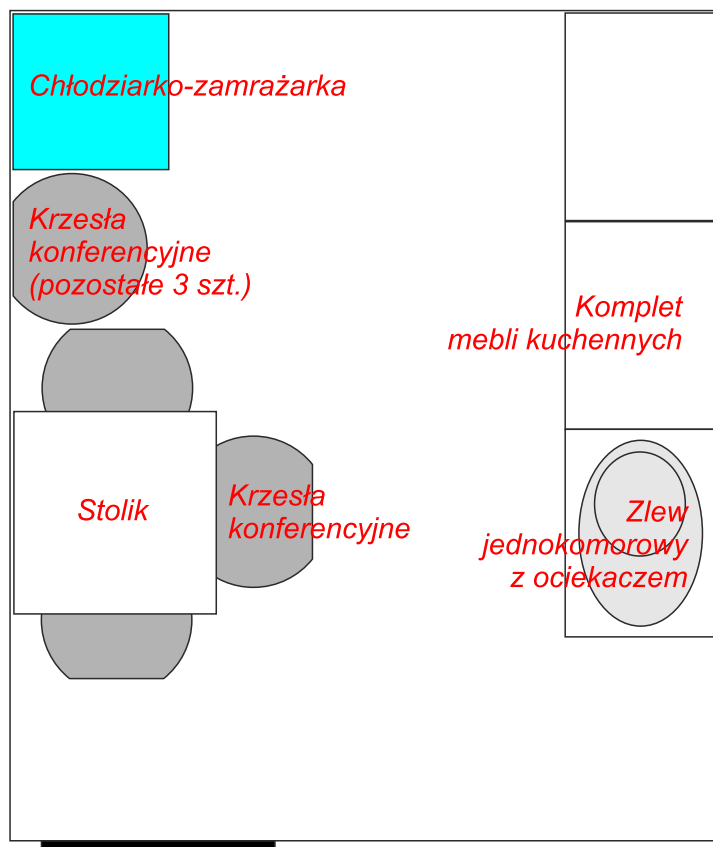 Chłodziarko-zamrażarka
Krzesła
konferencyjne
(pozostałe 3 szt.)
Komplet
mebli kuchennych
Stolik
Krzesła
konferencyjne
Zlew
jednokomorowy
z ociekaczem